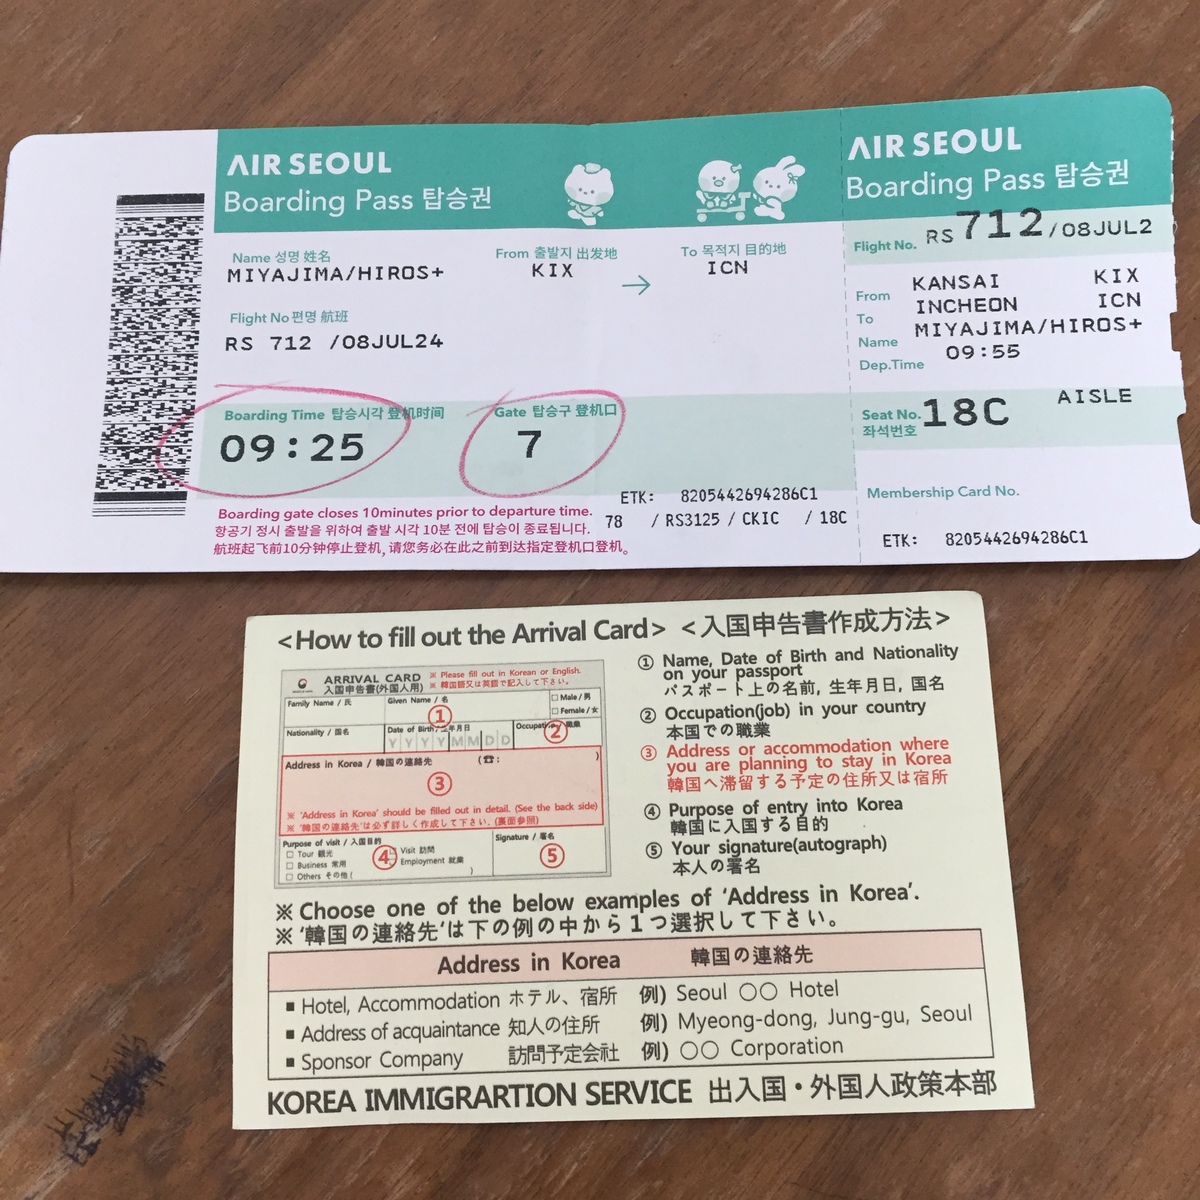 AIR SEOUL
Boarding Pass 탑승권
Name 성명 姓名
MIYAJIMA/HIROS+
From 출발지 出发地
KIX
→
To 목적지 目的地
ICN
Flight No편명 航班
RS 712 /08JUL24
Boarding Time 탑승시각 登机时间
09:25
Gate 탑승구 登机口
7
Boarding gate closes 10minutes prior to departure time.
항공기 정시 출발을 위하여 출발 시각 10분 전에 탑승이 종료됩니다.
航班起飞前10分钟停止登机, 请您务必在此之前到达指定登机口登机。
ETK: 8205442694286C1
78 / RS3125 / CKIC / 18C
AIR SEOUL
Boarding Pass 탑승권
Flight No. RS 712 /08JUL2
From KANSAI KIX
To INCHEON ICN
Name MIYAJIMA/HIROS+
Dep.Time 09:55
Seat No. 좌석번호 18C AISLE
Membership Card No.
ETK: 8205442694286C1
<How to fill out the Arrival Card> <入国申告書作成方法>
ARRIVAL CARD
入国申告書(外国人用)
※ Please fill out in Korean or English.
※ 韓国語又は英語で記入して下さい。
Family Name / 氏
Given Name / 名
①
□ Male / 男
□ Female / 女
Nationality / 国名
Date of Birth / 生年月日
Y Y Y Y M M D D
Occupation / 職業
②
Address in Korea / 韓国の連絡先 (☎: )
③
※ 'Address in Korea' should be filled out in detail. (See the back side)
※ '韓国の連絡先'は必ず詳しく作成して下さい. (裏面参照)
Purpose of visit / 入国目的
□ Tour 観光
□ Business 常用
□ Others その他 ( )
④
Visit 訪問
Employment 就業
Signature / 署名
⑤
① Name, Date of Birth and Nationality
on your passport
パスポート上の名前, 生年月日, 国名
② Occupation(job) in your country
本国での職業
③ Address or accommodation where
you are planning to stay in Korea
韓国へ滞留する予定の住所又は宿所
④ Purpose of entry into Korea
韓国に入国する目的
⑤ Your signature(autograph)
本人の署名
※ Choose one of the below examples of 'Address in Korea'.
※ '韓国の連絡先'は下の例の中から１つ選択して下さい。
Address in Korea 韓国の連絡先
■ Hotel, Accommodation ホテル、宿所 例) Seoul ○○ Hotel
■ Address of acquaintance 知人の住所 例) Myeong-dong, Jung-gu, Seoul
■ Sponsor Company 訪問予定会社 例) ○○ Corporation
KOREA IMMIGRARTION SERVICE 出入国・外国人政策本部